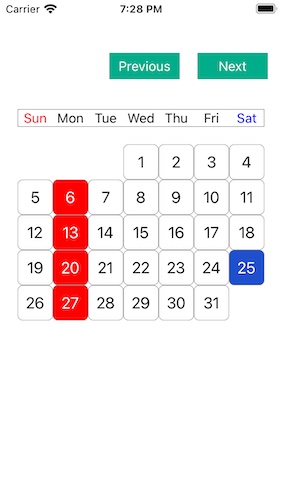 Carrier 7:28 PM
Previous Next
Sun Mon Tue Wed Thu Fri Sat
1 2 3 4
5 6 7 8 9 10 11
12 13 14 15 16 17 18
19 20 21 22 23 24 25
26 27 28 29 30 31